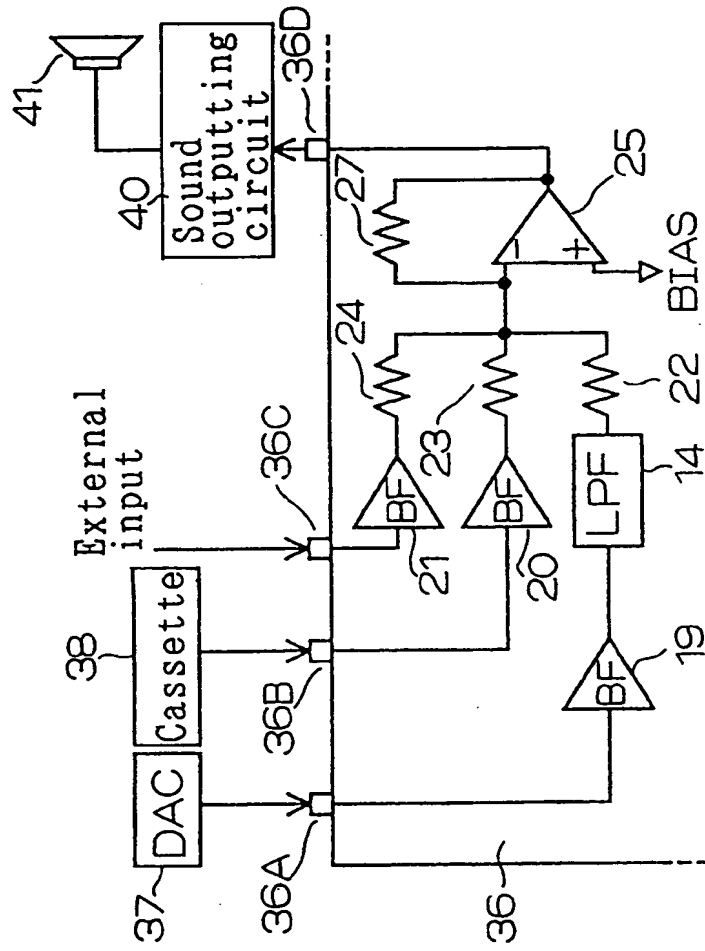 41
40
Sound
outputting
circuit
36D
External
input
36C
38
Cassette
36B
37
DAC
36A
36
24
27
BF
21
23
BF
20
22
LPF
14
BF
19
-
+
25
BIAS